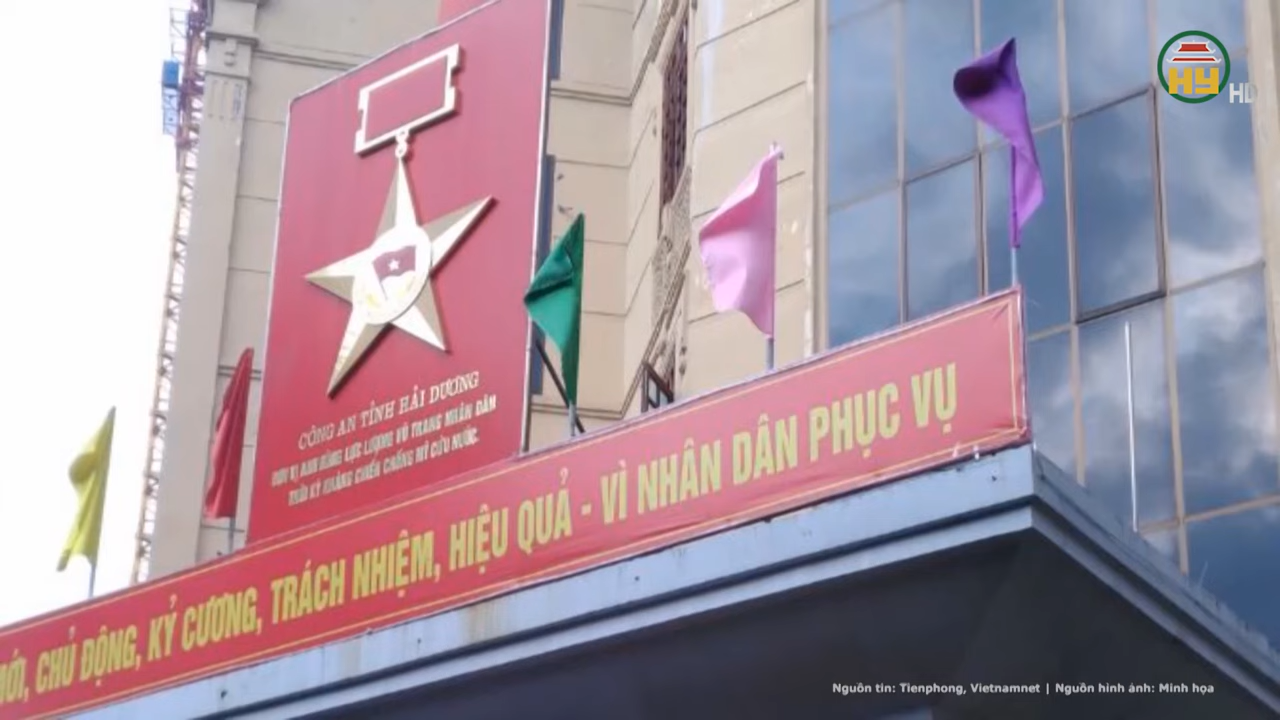 HY HD
CÔNG AN TỈNH HẢI DƯƠNG
ĐƠN VỊ ANH HÙNG LỰC LƯỢNG VŨ TRANG NHÂN DÂN
THỜI KỲ KHÁNG CHIẾN CHỐNG MỸ CỨU NƯỚC.
CHỦ ĐỘNG, KỶ CƯƠNG, TRÁCH NHIỆM, HIỆU QUẢ - VÌ NHÂN DÂN PHỤC VỤ
Nguồn tin: Tienphong, Vietnamnet | Nguồn hình ảnh: Minh họa